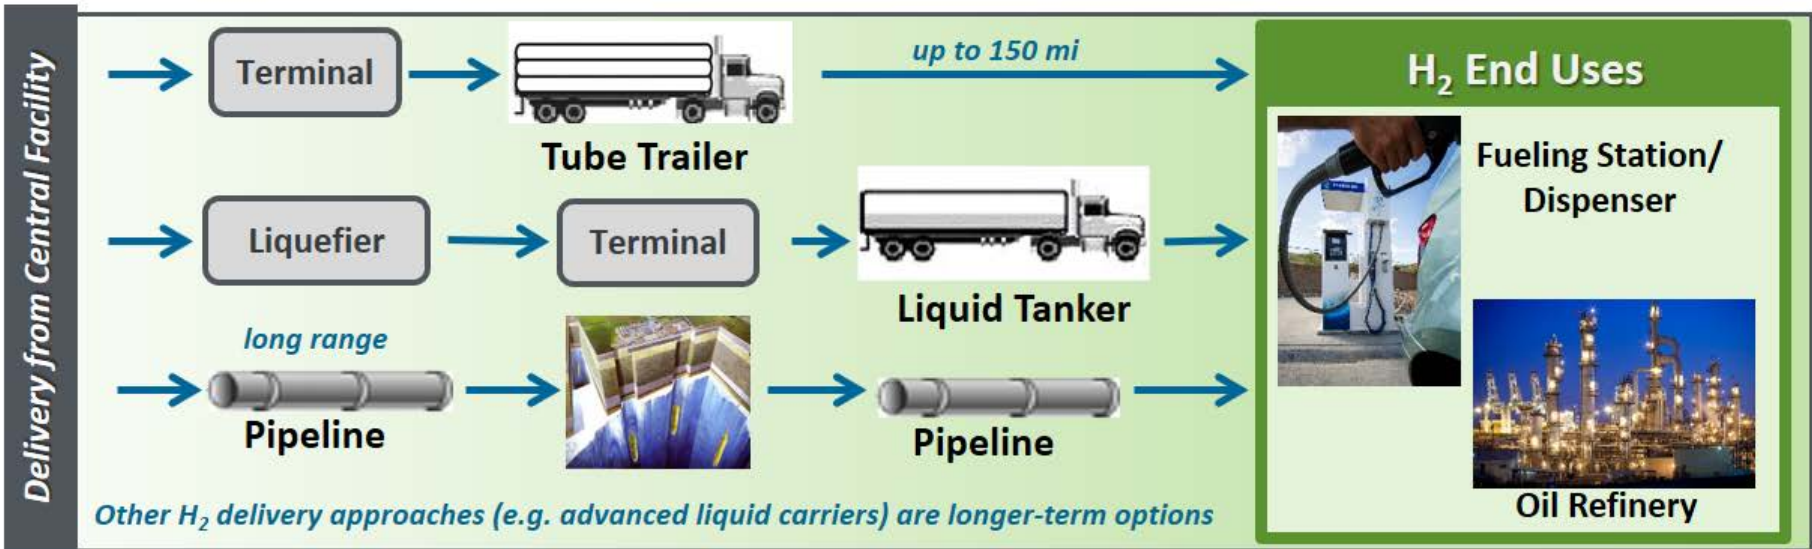 Delivery from Central Facility
Terminal
Tube Trailer
up to 150 mi
Liquefier
Terminal
Liquid Tanker
long range
Pipeline
Pipeline
Other H₂ delivery approaches (e.g. advanced liquid carriers) are longer-term options
H₂ End Uses
Fueling Station/
Dispenser
Oil Refinery